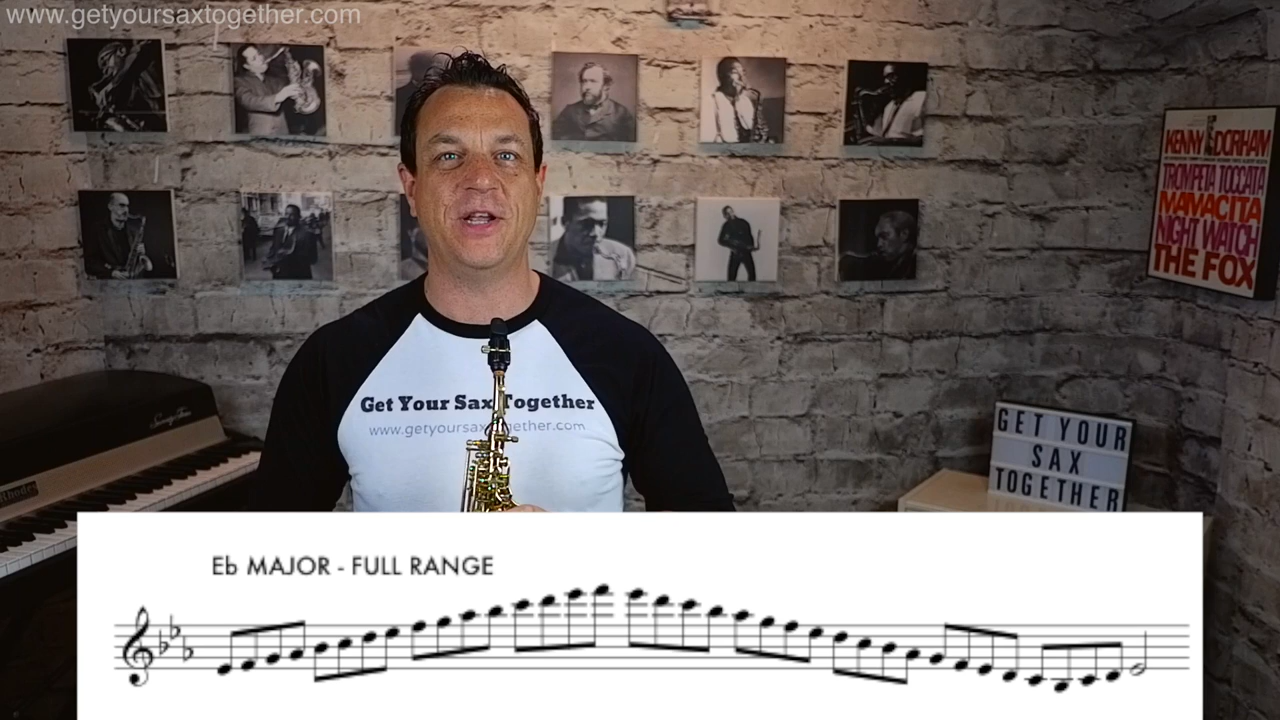 www.getyoursaxtogether.com
KENNY DORHAM
TROMPETA TOCCATA
MAMACITA
NIGHT WATCH
THE FOX
Get Your Sax Together
www.getyoursaxtogether.com
Rhodes
GET YOUR
SAX
TOGETHER
Eb MAJOR - FULL RANGE